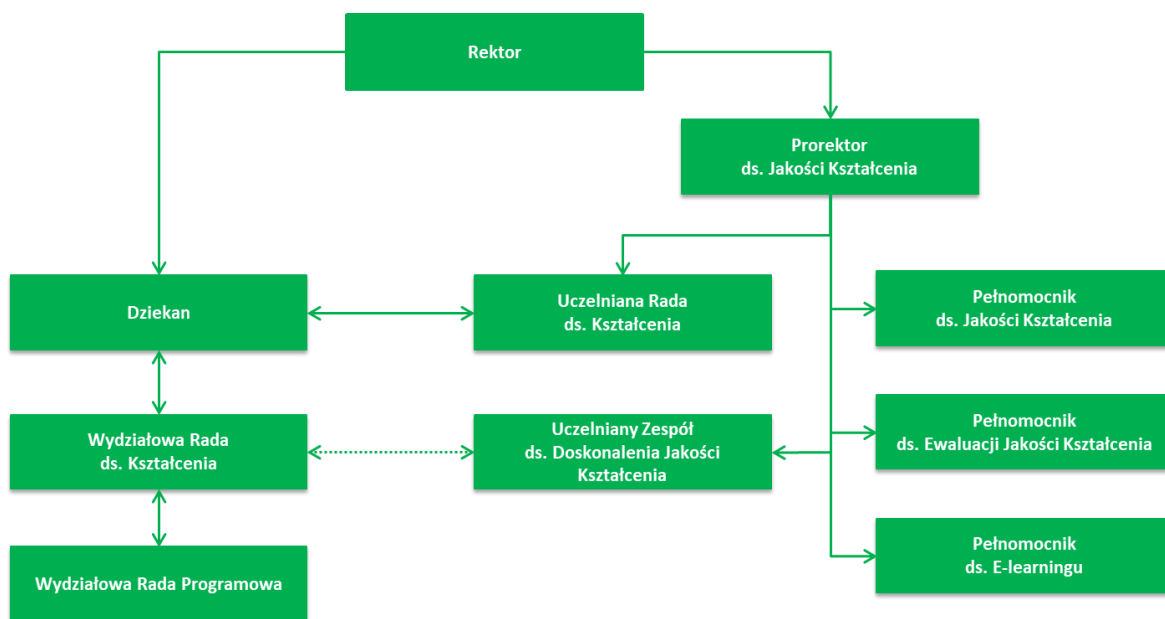 Rektor
Prorektor
ds. Jakości Kształcenia
Dziekan
Uczelniana Rada
ds. Kształcenia
Pełnomocnik
ds. Jakości Kształcenia
Wydziałowa Rada
ds. Kształcenia
Uczelniany Zespół
ds. Doskonalenia Jakości
Kształcenia
Pełnomocnik
ds. Ewaluacji Jakości Kształcenia
Wydziałowa Rada Programowa
Pełnomocnik
ds. E-learningu